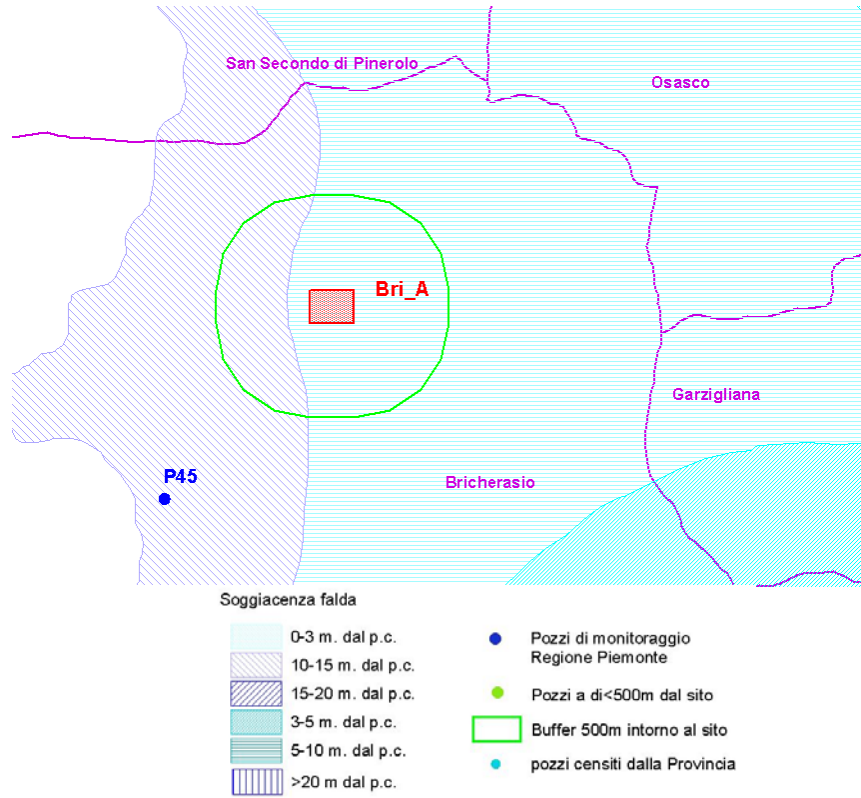 San Secondo di Pinerolo
Osasco
Bri_A
Garzigliana
P45
Bricherasio
Soggiacenza falda
0-3 m. dal p.c.
10-15 m. dal p.c.
15-20 m. dal p.c.
3-5 m. dal p.c.
5-10 m. dal p.c.
>20 m dal p.c.
Pozzi di monitoraggio
Regione Piemonte
Pozzi a di<500m dal sito
Buffer 500m intorno al sito
pozzi censiti dalla Provincia